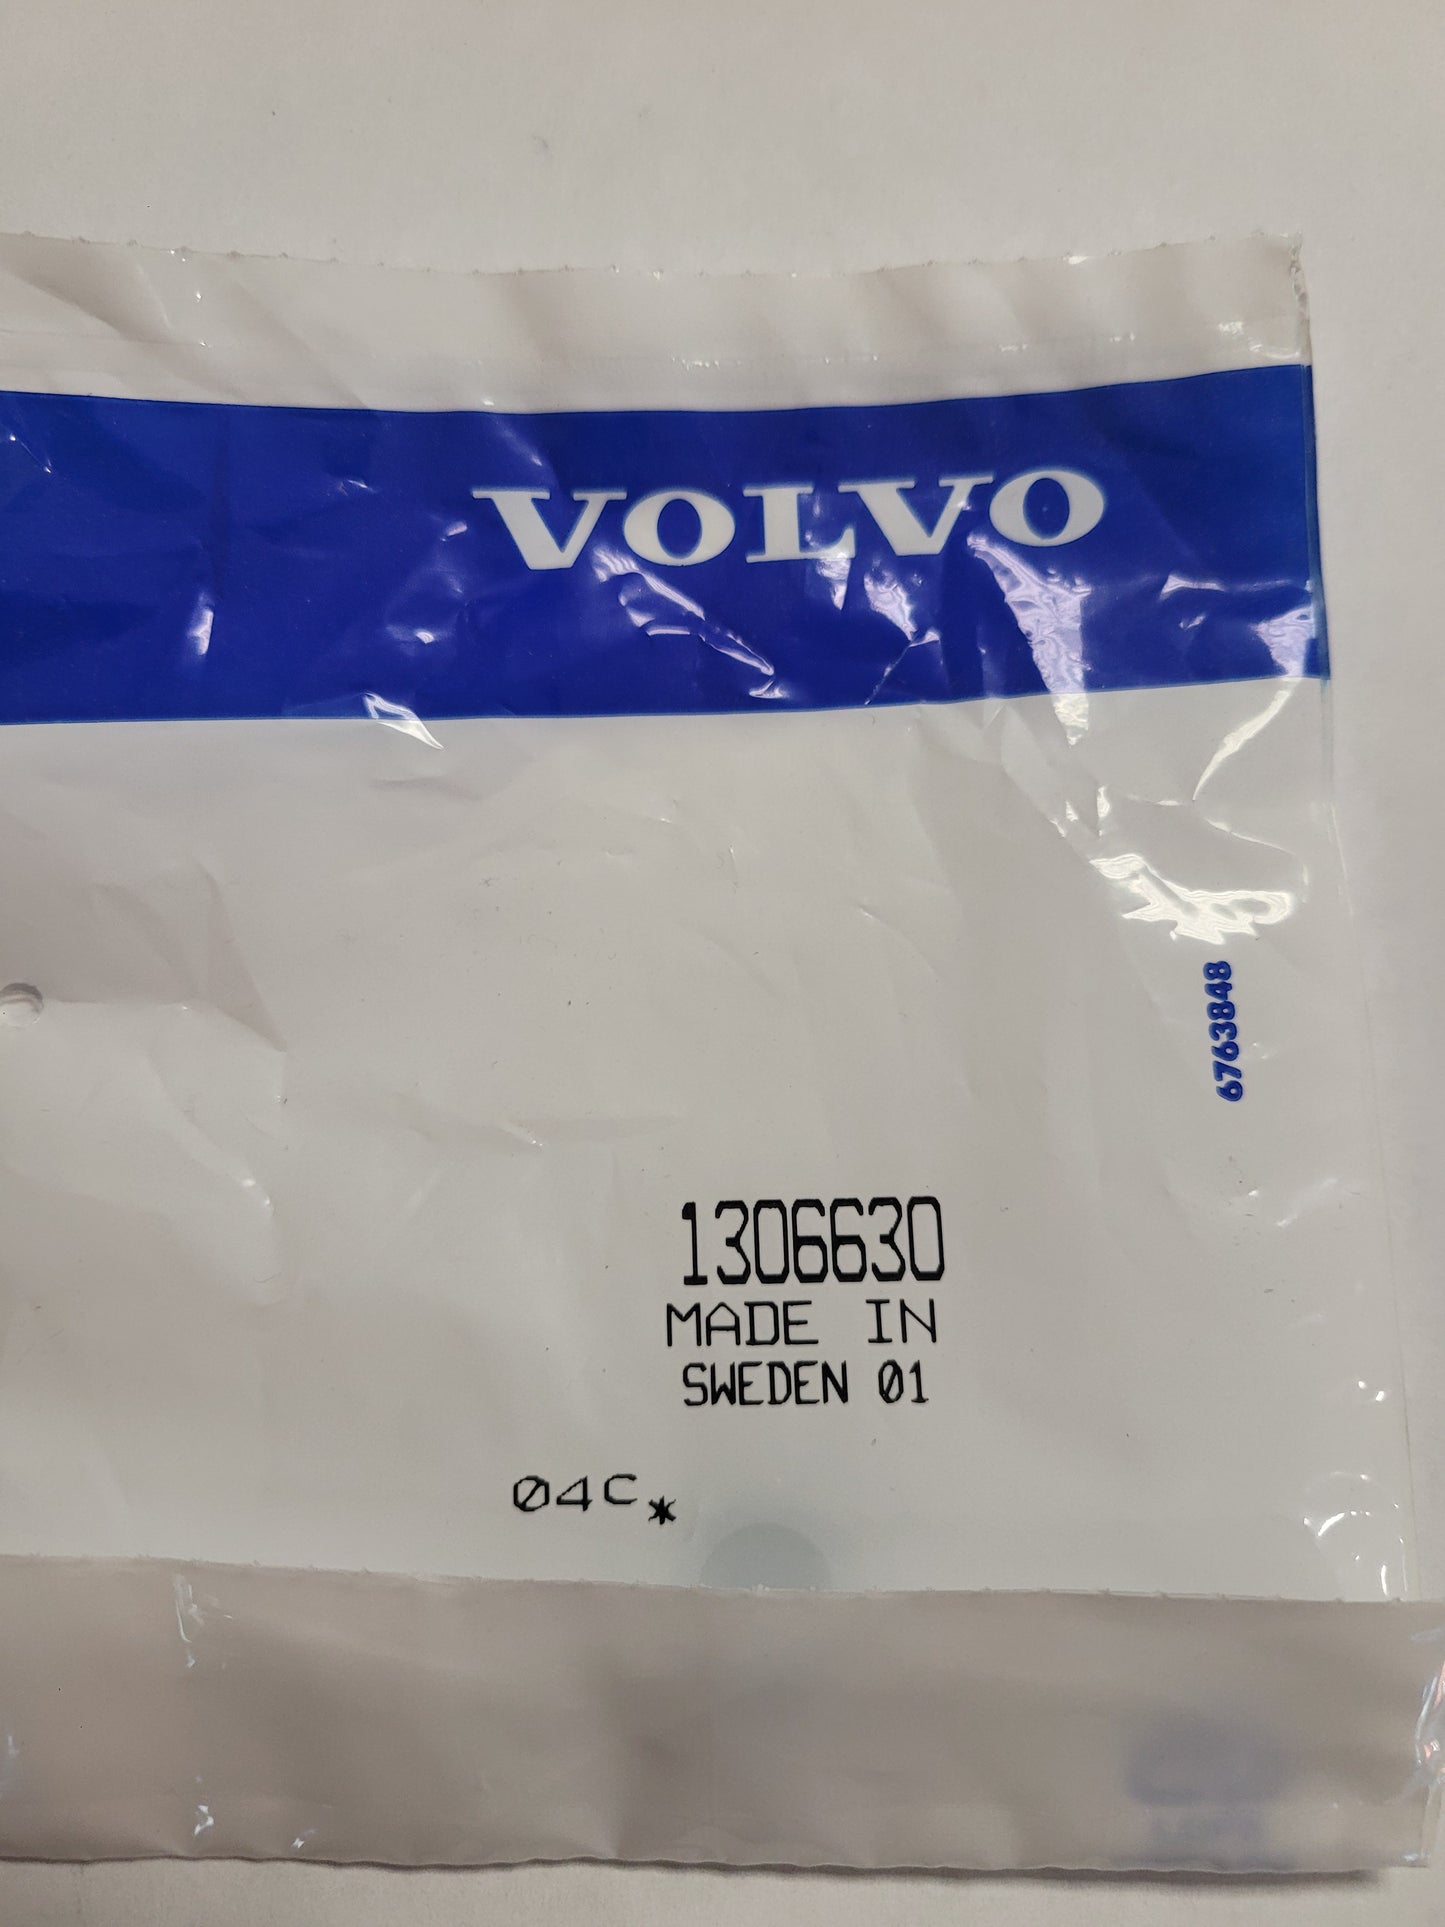 VOLVO
6763848
1306630
MADE IN
SWEDEN 01
04C*